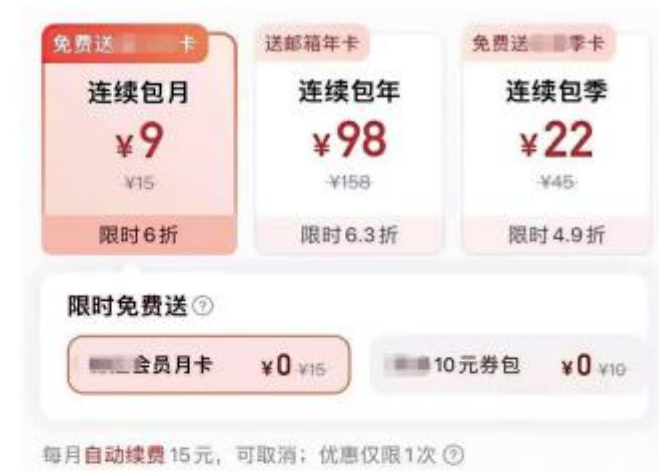 免费送 卡
送邮箱年卡
免费送 季卡
连续包月
连续包年
连续包季
¥9
¥98
¥22
¥15
¥158
¥45
限时6折
限时6.3折
限时4.9折
限时免费送?
会员月卡 ¥0 ¥15
10元券包 ¥0 ¥10
每月自动续费15元，可取消；优惠仅限1次?